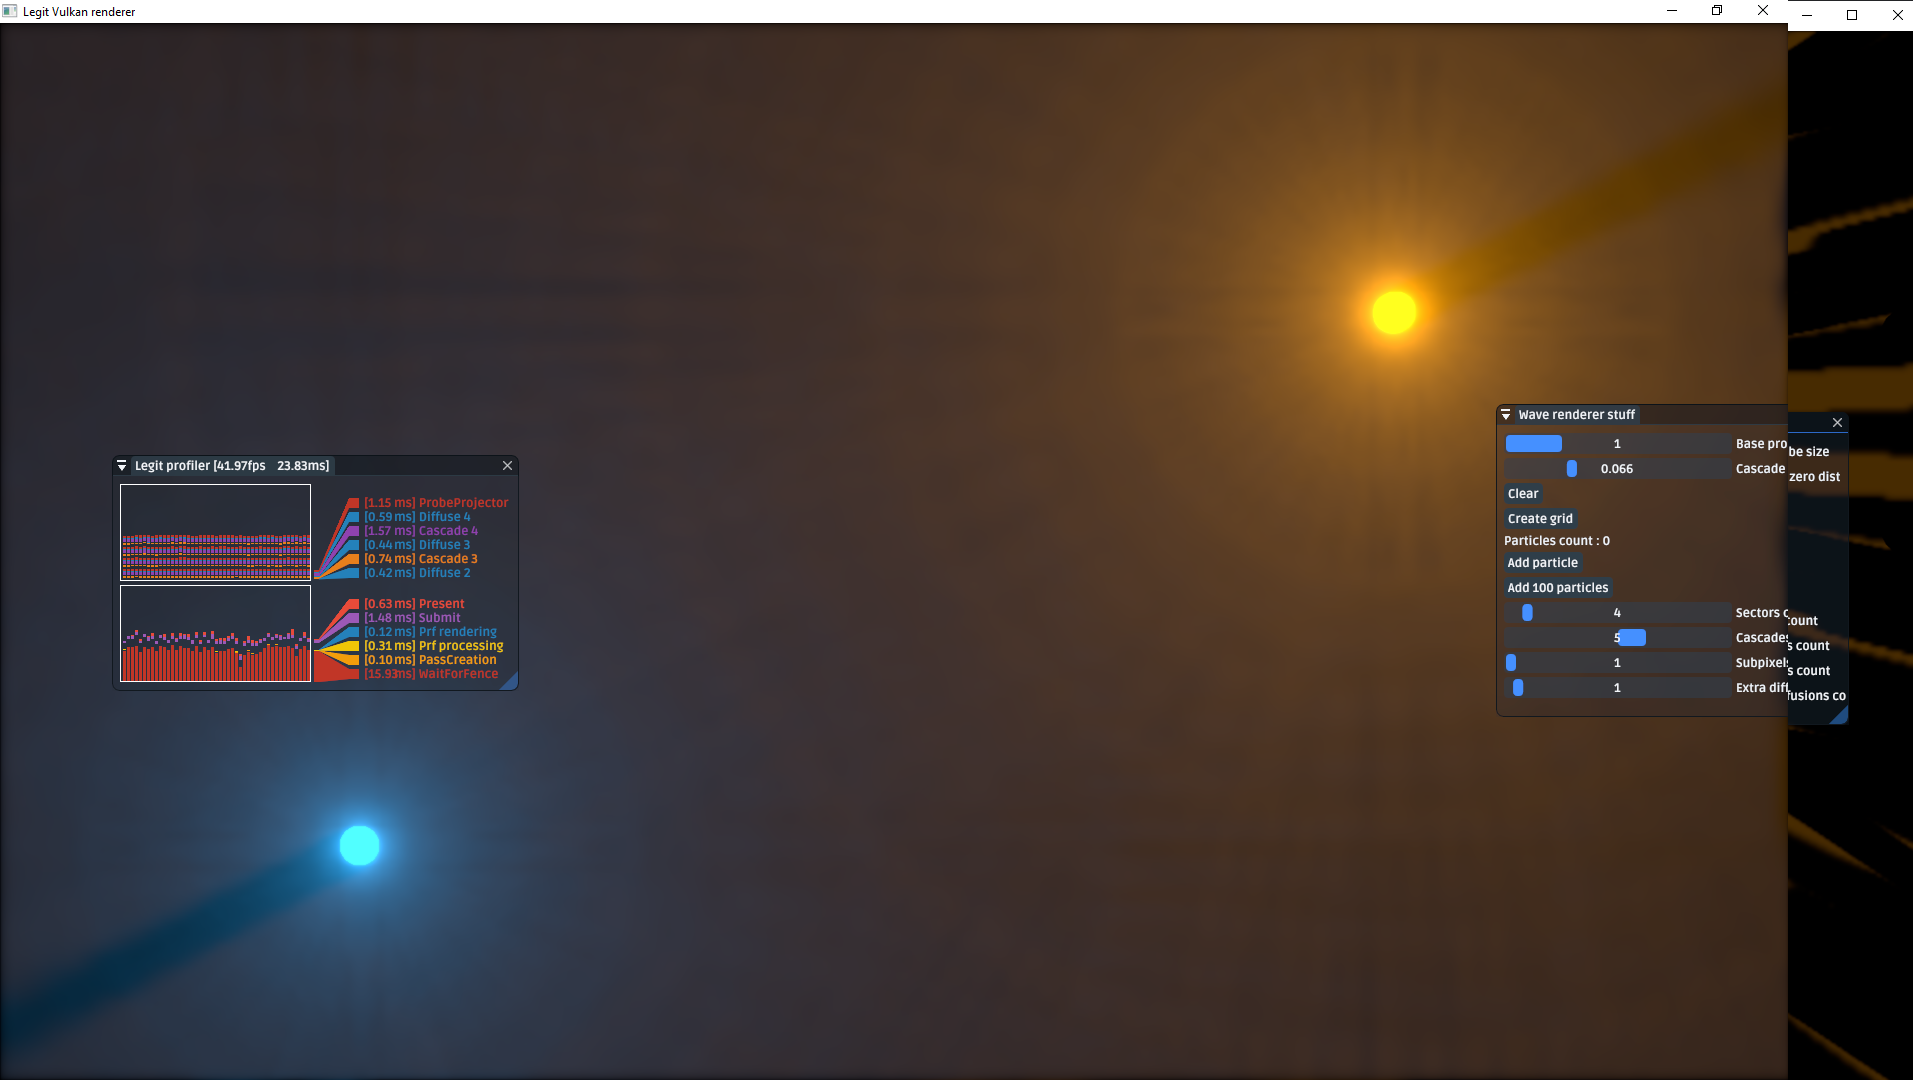 Legit Vulkan renderer
Wave renderer stuff
1 Base pro
be size
0.066 Cascade
zero dist
Clear
Create grid
Particles count : 0
Add particle
Add 100 particles
4 Sectors c
count
5 Cascades
s count
1 Subpixels
s count
1 Extra diff
fusions co
Legit profiler [41.97fps 23.83ms]
[1.15 ms] ProbeProjector
[0.59 ms] Diffuse 4
[1.57 ms] Cascade 4
[0.44 ms] Diffuse 3
[0.74 ms] Cascade 3
[0.42 ms] Diffuse 2
[0.63 ms] Present
[1.48 ms] Submit
[0.12 ms] Prf rendering
[0.31 ms] Prf processing
[0.10 ms] PassCreation
[15.93ms] WaitForFence